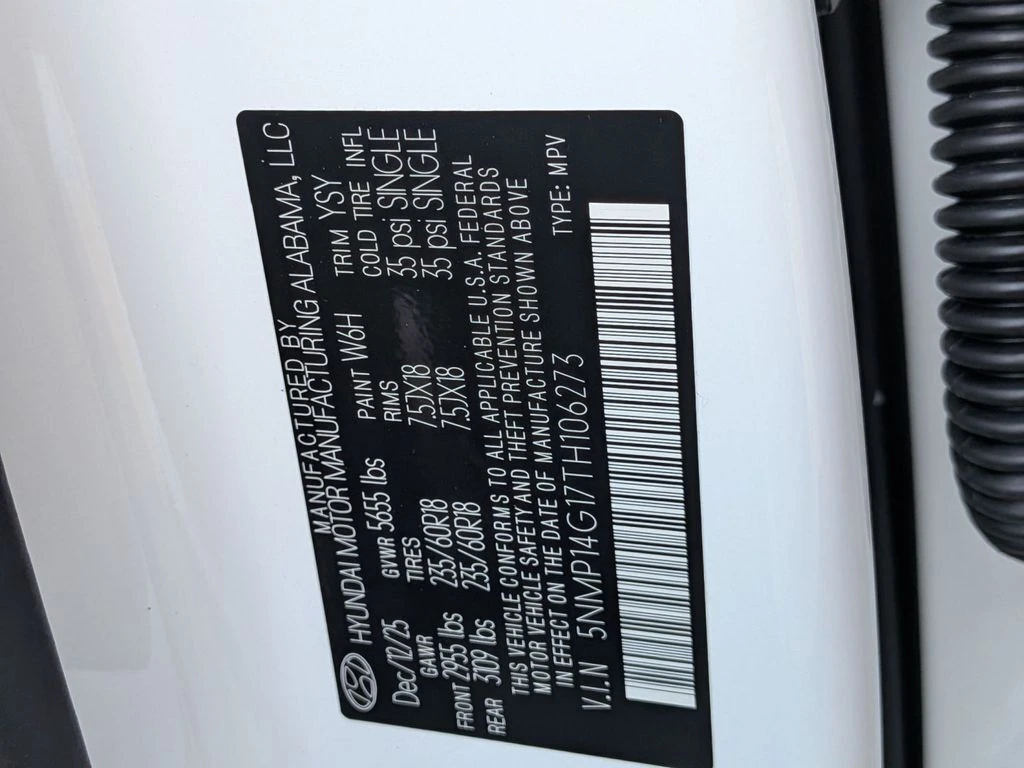 MANUFACTURED BY
HYUNDAI MOTOR MANUFACTURING ALABAMA, LLC
Dec/12/25 GVWR 5655 lbs PAINT W6H TRIM YSY
GAWR TIRES RIMS COLD TIRE INFL
FRONT 2955 lbs 235/60R18 7.5JX18 35 psi SINGLE
REAR 3109 lbs 235/60R18 7.5JX18 35 psi SINGLE
THIS VEHICLE CONFORMS TO ALL APPLICABLE U.S.A. FEDERAL
MOTOR VEHICLE SAFETY AND THEFT PREVENTION STANDARDS
IN EFFECT ON THE DATE OF MANUFACTURE SHOWN ABOVE
V.I.N 5NMP14G17TH106273 TYPE: MPV